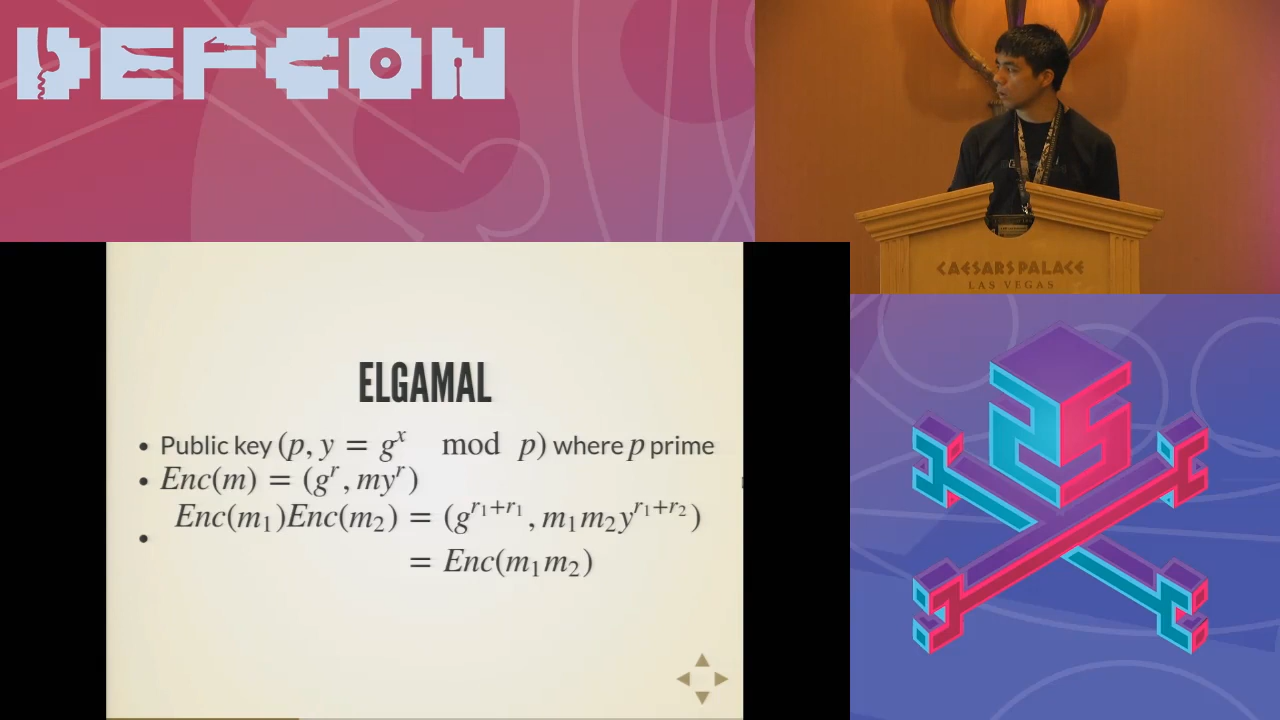 DEFCON
CAESARS PALACE
LAS VEGAS
ELGAMAL
• Public key (p, y = g^x mod p) where p prime
• Enc(m) = (g^r, my^r)
• Enc(m₁)Enc(m₂) = (g^{r₁+r₁}, m₁m₂y^{r₁+r₂})
= Enc(m₁m₂)
25